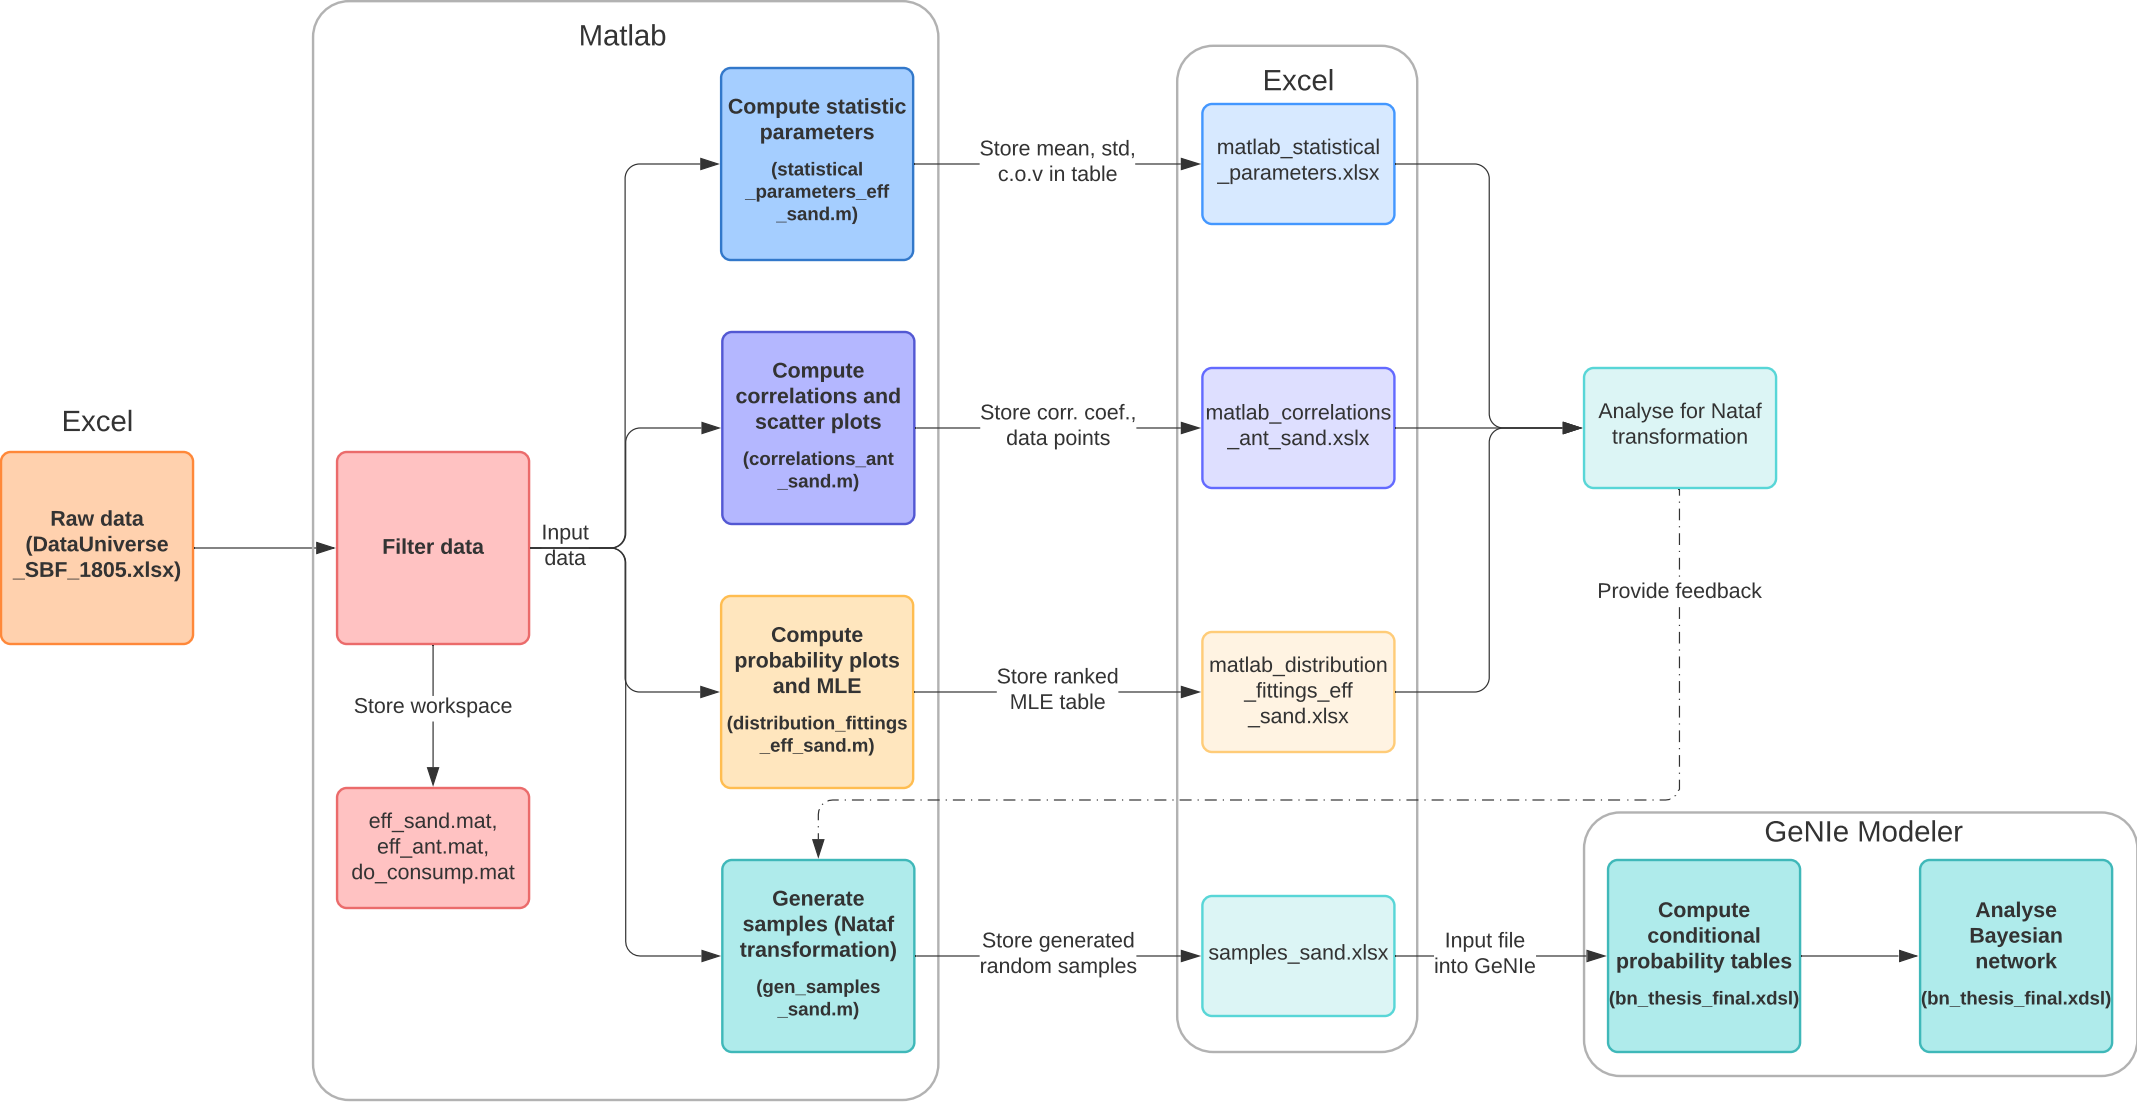 Matlab
Excel
Compute statistic
parameters
(statistical
_parameters_eff
_sand.m)
Store mean, std,
c.o.v in table
matlab_statistical
_parameters.xlsx
Compute
correlations and
scatter plots
(correlations_ant
_sand.m)
Store corr. coef.,
data points
matlab_correlations
_ant_sand.xslx
Analyse for Nataf
transformation
Excel
Raw data
(DataUniverse
_SBF_1805.xlsx)
Filter data
Input
data
Provide feedback
Compute
probability plots
and MLE
(distribution_fittings
_eff_sand.m)
Store ranked
MLE table
matlab_distribution
_fittings_eff
_sand.xlsx
Store workspace
eff_sand.mat,
eff_ant.mat,
do_consump.mat
GeNIe Modeler
Generate
samples (Nataf
transformation)
(gen_samples
_sand.m)
Store generated
random samples
samples_sand.xlsx
Input file
into GeNIe
Compute
conditional
probability tables
(bn_thesis_final.xdsl)
Analyse
Bayesian
network
(bn_thesis_final.xdsl)